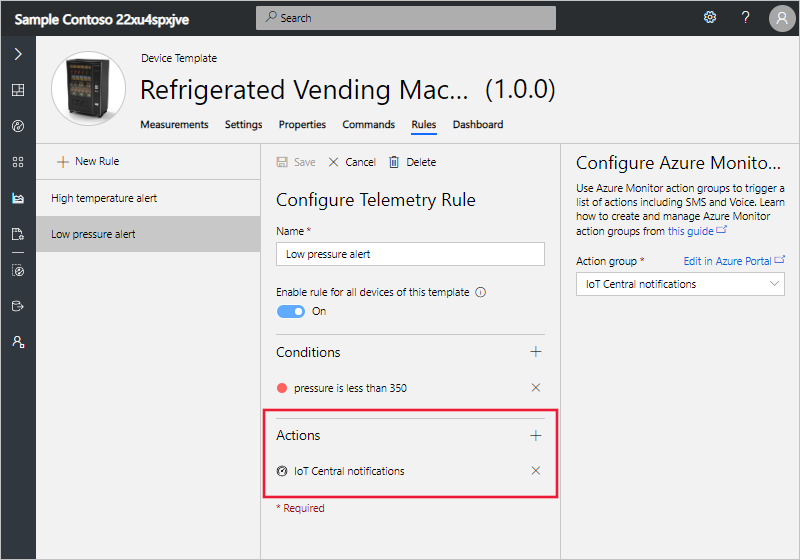 Sample Contoso 22xu4spxjve
Search
?
Device Template
Refrigerated Vending Mac... (1.0.0)
Measurements Settings Properties Commands Rules Dashboard
New Rule
High temperature alert
Low pressure alert
Save Cancel Delete
Configure Telemetry Rule
Name *
Low pressure alert
Enable rule for all devices of this template
On
Conditions
pressure is less than 350
Actions
IoT Central notifications
* Required
Configure Azure Monito...
Use Azure Monitor action groups to trigger a
list of actions including SMS and Voice. Learn
how to create and manage Azure Monitor
action groups from this guide
Action group * Edit in Azure Portal
IoT Central notifications